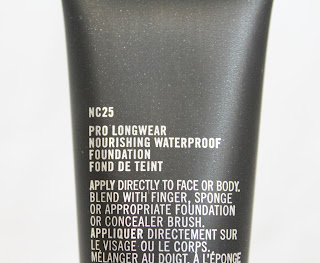 NC25
PRO LONGWEAR
NOURISHING WATERPROOF
FOUNDATION
FOND DE TEINT
APPLY DIRECTLY TO FACE OR BODY.
BLEND WITH FINGER, SPONGE
OR APPROPRIATE FOUNDATION
OR CONCEALER BRUSH.
APPLIQUER DIRECTEMENT SUR
LE VISAGE OU LE CORPS.
MÉLANGER AU DOIGT, À L'ÉPONGE